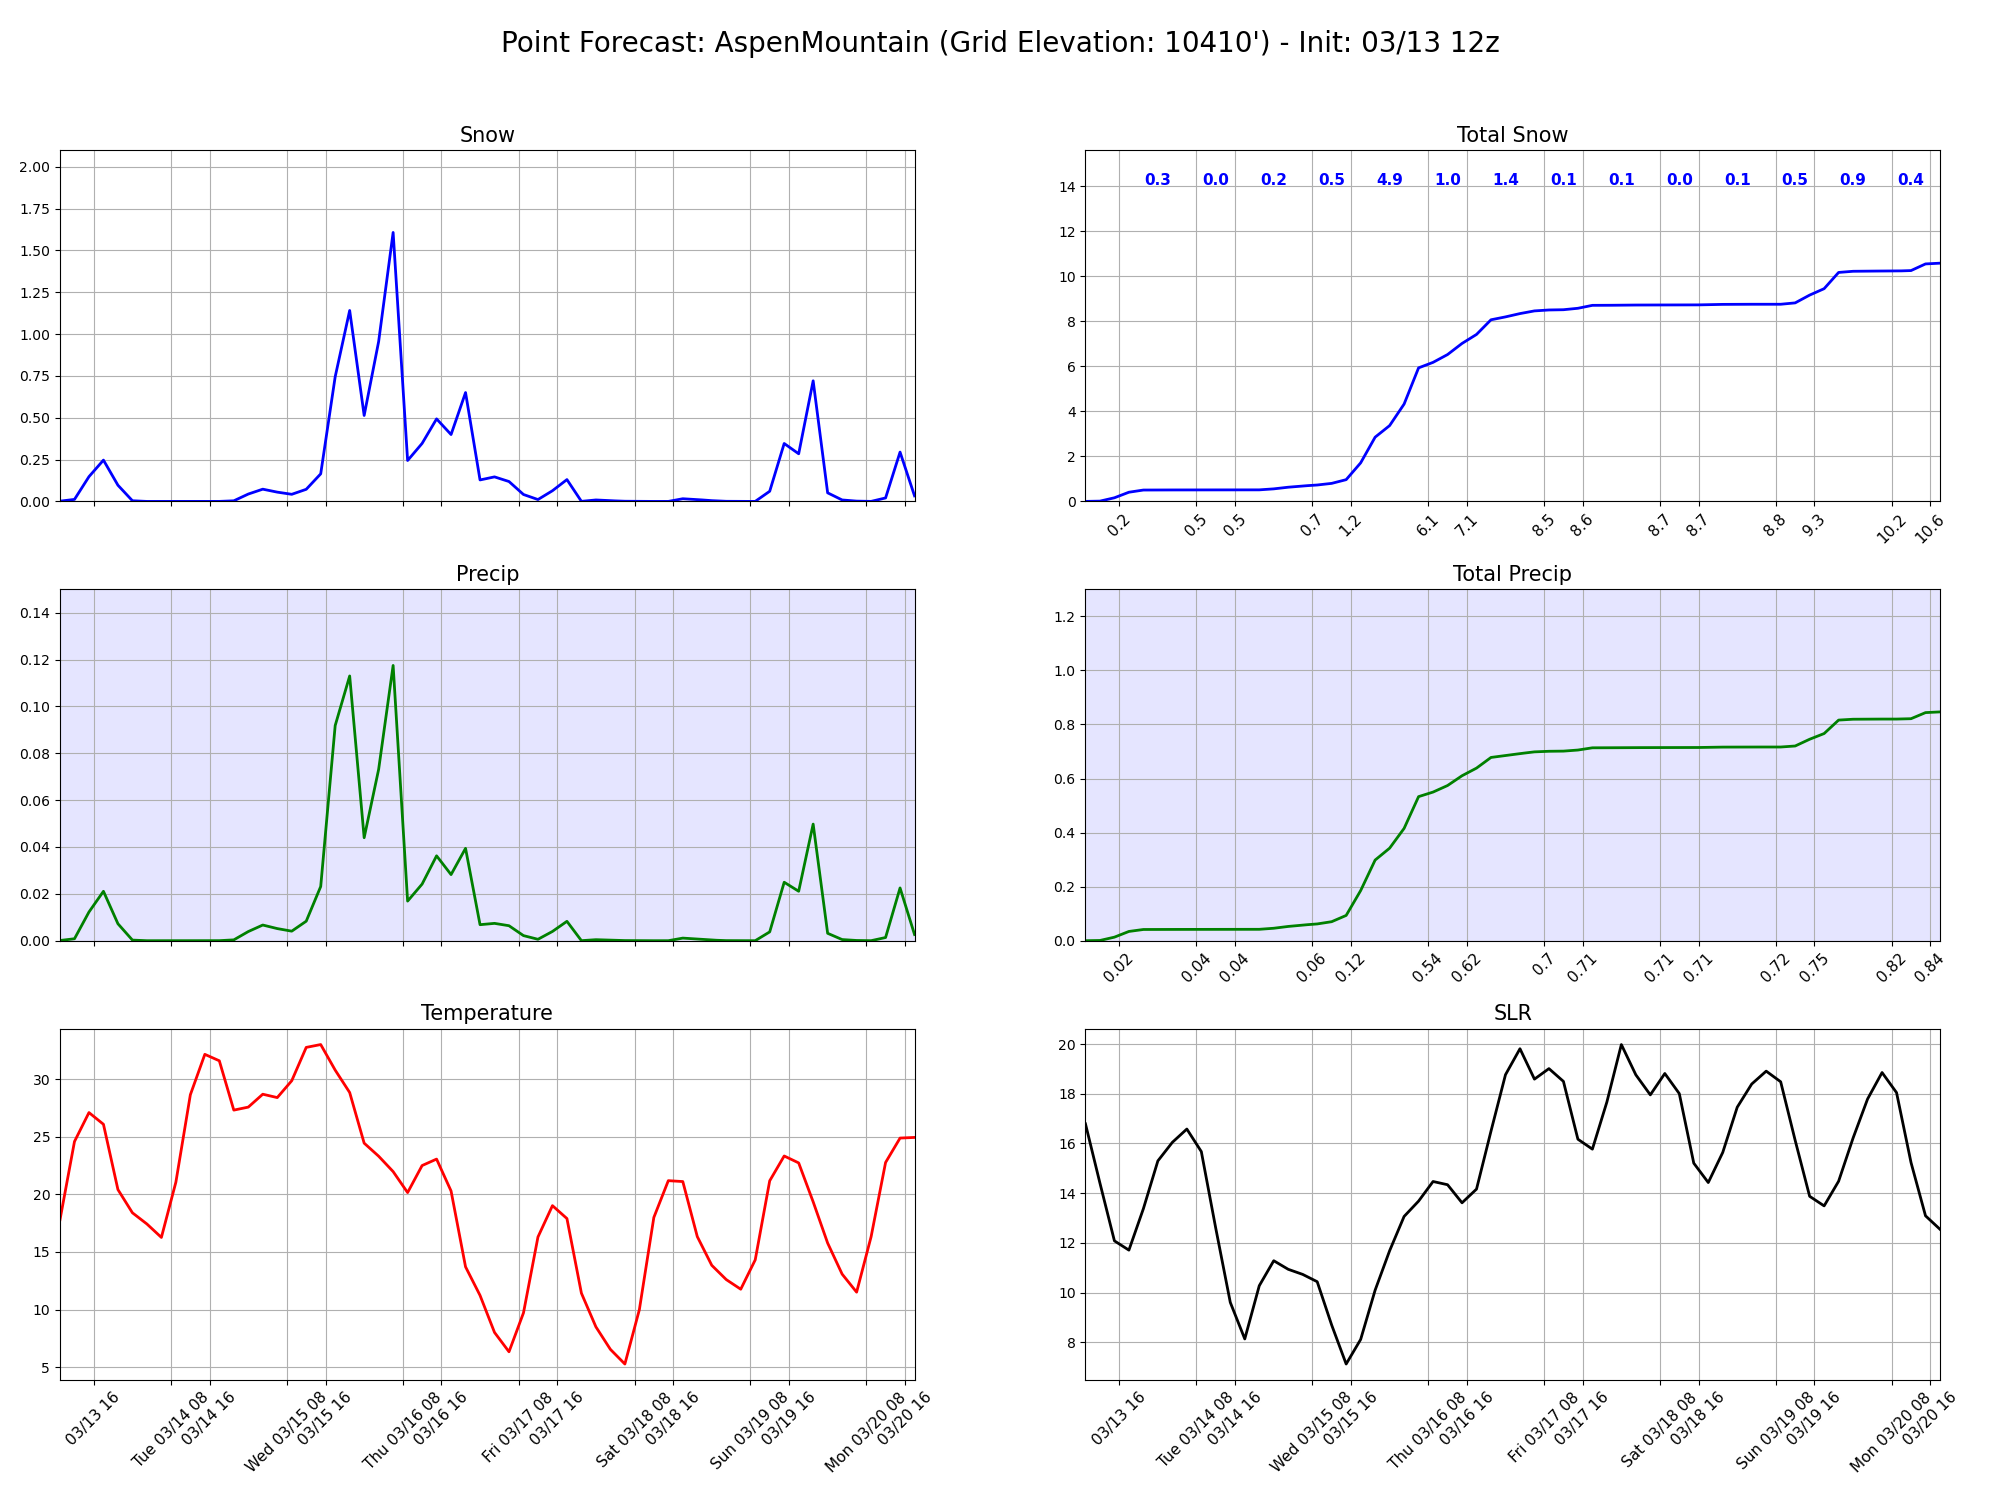 Point Forecast: AspenMountain (Grid Elevation: 10410') - Init: 03/13 12z
Snow
2.00
1.75
1.50
1.25
1.00
0.75
0.50
0.25
0.00
Total Snow
0.3 0.0 0.2 0.5 4.9 1.0 1.4 0.1 0.1 0.0 0.1 0.5 0.9 0.4
14
12
10
8
6
4
2
0
0.2 0.5 0.5 0.7 1.2 6.1 7.1 8.5 8.6 8.7 8.7 8.8 9.3 10.2 10.6
Precip
0.14
0.12
0.10
0.08
0.06
0.04
0.02
0.00
Total Precip
1.2
1.0
0.8
0.6
0.4
0.2
0.0
0.02 0.04 0.04 0.06 0.12 0.54 0.62 0.7 0.71 0.71 0.71 0.72 0.75 0.82 0.84
Temperature
30
25
20
15
10
5
03/13 16
Tue 03/14 08
03/14 16
Wed 03/15 08
03/15 16
Thu 03/16 08
03/16 16
Fri 03/17 08
03/17 16
Sat 03/18 08
03/18 16
Sun 03/19 08
03/19 16
Mon 03/20 08
03/20 16
SLR
20
18
16
14
12
10
8
03/13 16
Tue 03/14 08
03/14 16
Wed 03/15 08
03/15 16
Thu 03/16 08
03/16 16
Fri 03/17 08
03/17 16
Sat 03/18 08
03/18 16
Sun 03/19 08
03/19 16
Mon 03/20 08
03/20 16